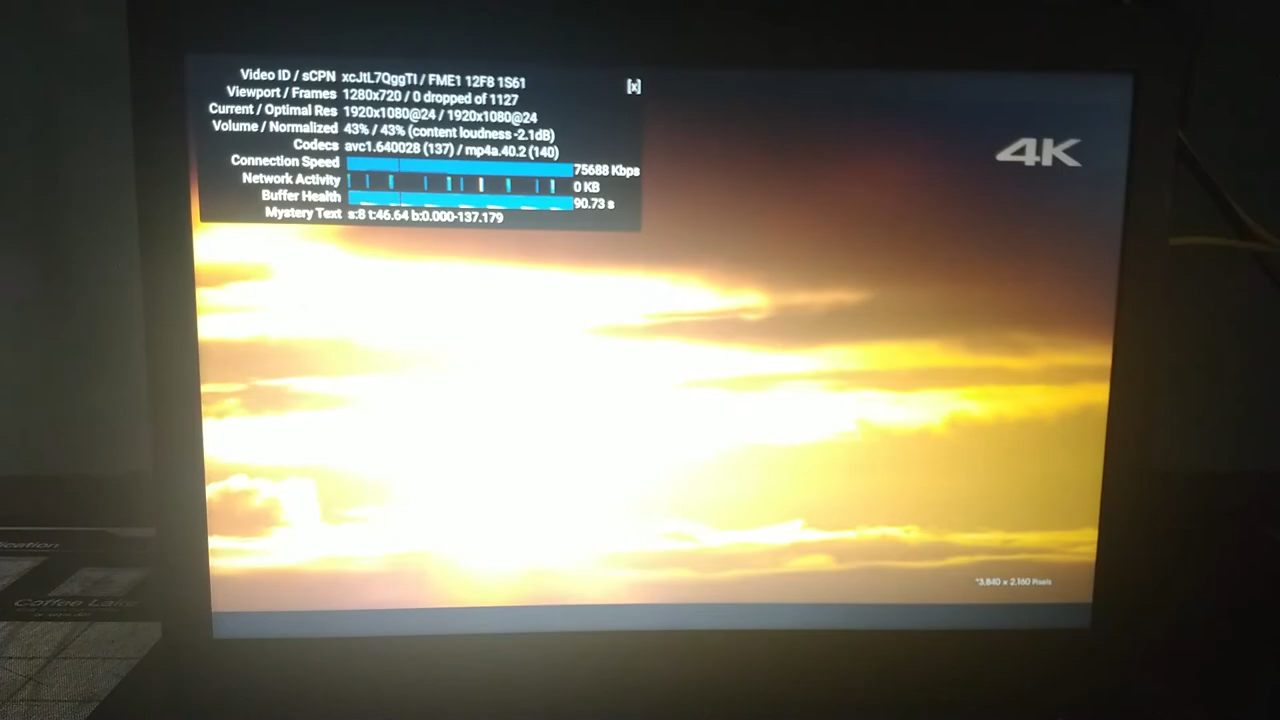 Video ID / sCPN xcJtL7QggTI / FME1 12F8 1S61
[x]
Viewport / Frames 1280x720 / 0 dropped of 1127
Current / Optimal Res 1920x1080@24 / 1920x1080@24
Volume / Normalized 43% / 43% (content loudness -2.1dB)
Codecs avc1.640028 (137) / mp4a.40.2 (140)
Connection Speed 75688 Kbps
Network Activity 0 KB
Buffer Health 90.73 s
Mystery Text s:8 t:46.64 b:0.000-137.179
4K
*3,840 x 2,160 Pixels
Coffee